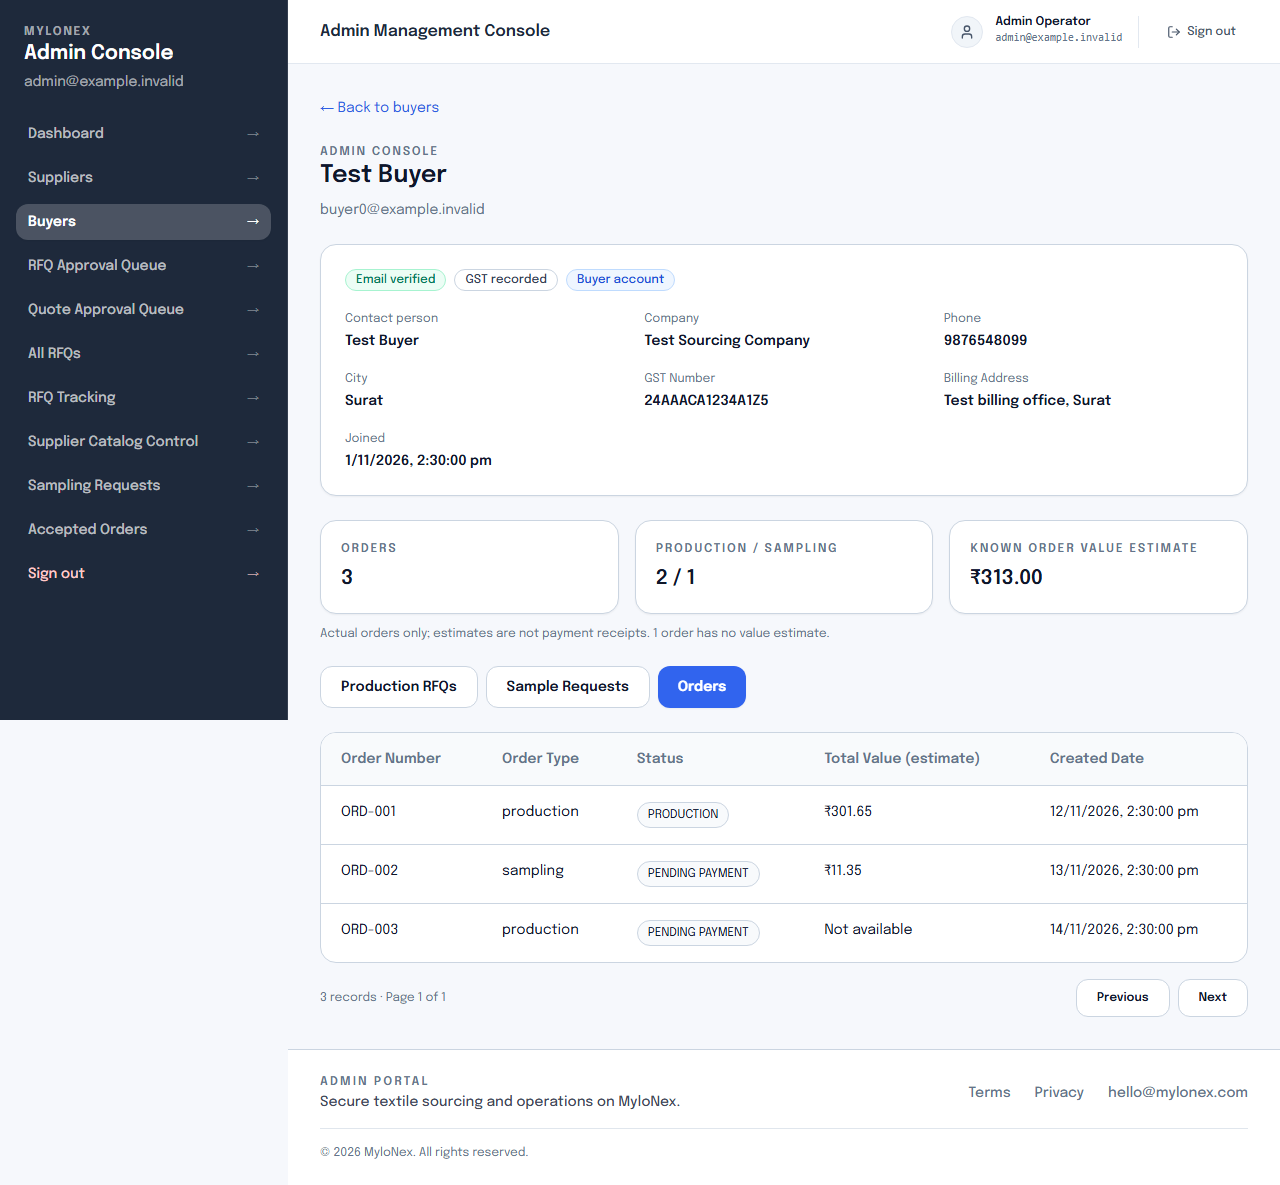 MYLONEX
Admin Console
admin@example.invalid
Dashboard →
Suppliers →
Buyers →
RFQ Approval Queue →
Quote Approval Queue →
All RFQs →
RFQ Tracking →
Supplier Catalog Control →
Sampling Requests →
Accepted Orders →
Sign out →
Admin Management Console
Admin Operator
admin@example.invalid
Sign out
← Back to buyers
ADMIN CONSOLE
Test Buyer
buyer0@example.invalid
Email verified GST recorded Buyer account
Contact person Company Phone
Test Buyer Test Sourcing Company 9876548099
City GST Number Billing Address
Surat 24AAACA1234A1Z5 Test billing office, Surat
Joined
1/11/2026, 2:30:00 pm
ORDERS PRODUCTION / SAMPLING KNOWN ORDER VALUE ESTIMATE
3 2 / 1 ₹313.00
Actual orders only; estimates are not payment receipts. 1 order has no value estimate.
Production RFQs Sample Requests Orders
Order Number Order Type Status Total Value (estimate) Created Date
ORD-001 production PRODUCTION ₹301.65 12/11/2026, 2:30:00 pm
ORD-002 sampling PENDING PAYMENT ₹11.35 13/11/2026, 2:30:00 pm
ORD-003 production PENDING PAYMENT Not available 14/11/2026, 2:30:00 pm
3 records · Page 1 of 1 Previous Next
ADMIN PORTAL
Secure textile sourcing and operations on MyloNex.
Terms Privacy hello@mylonex.com
© 2026 MyloNex. All rights reserved.